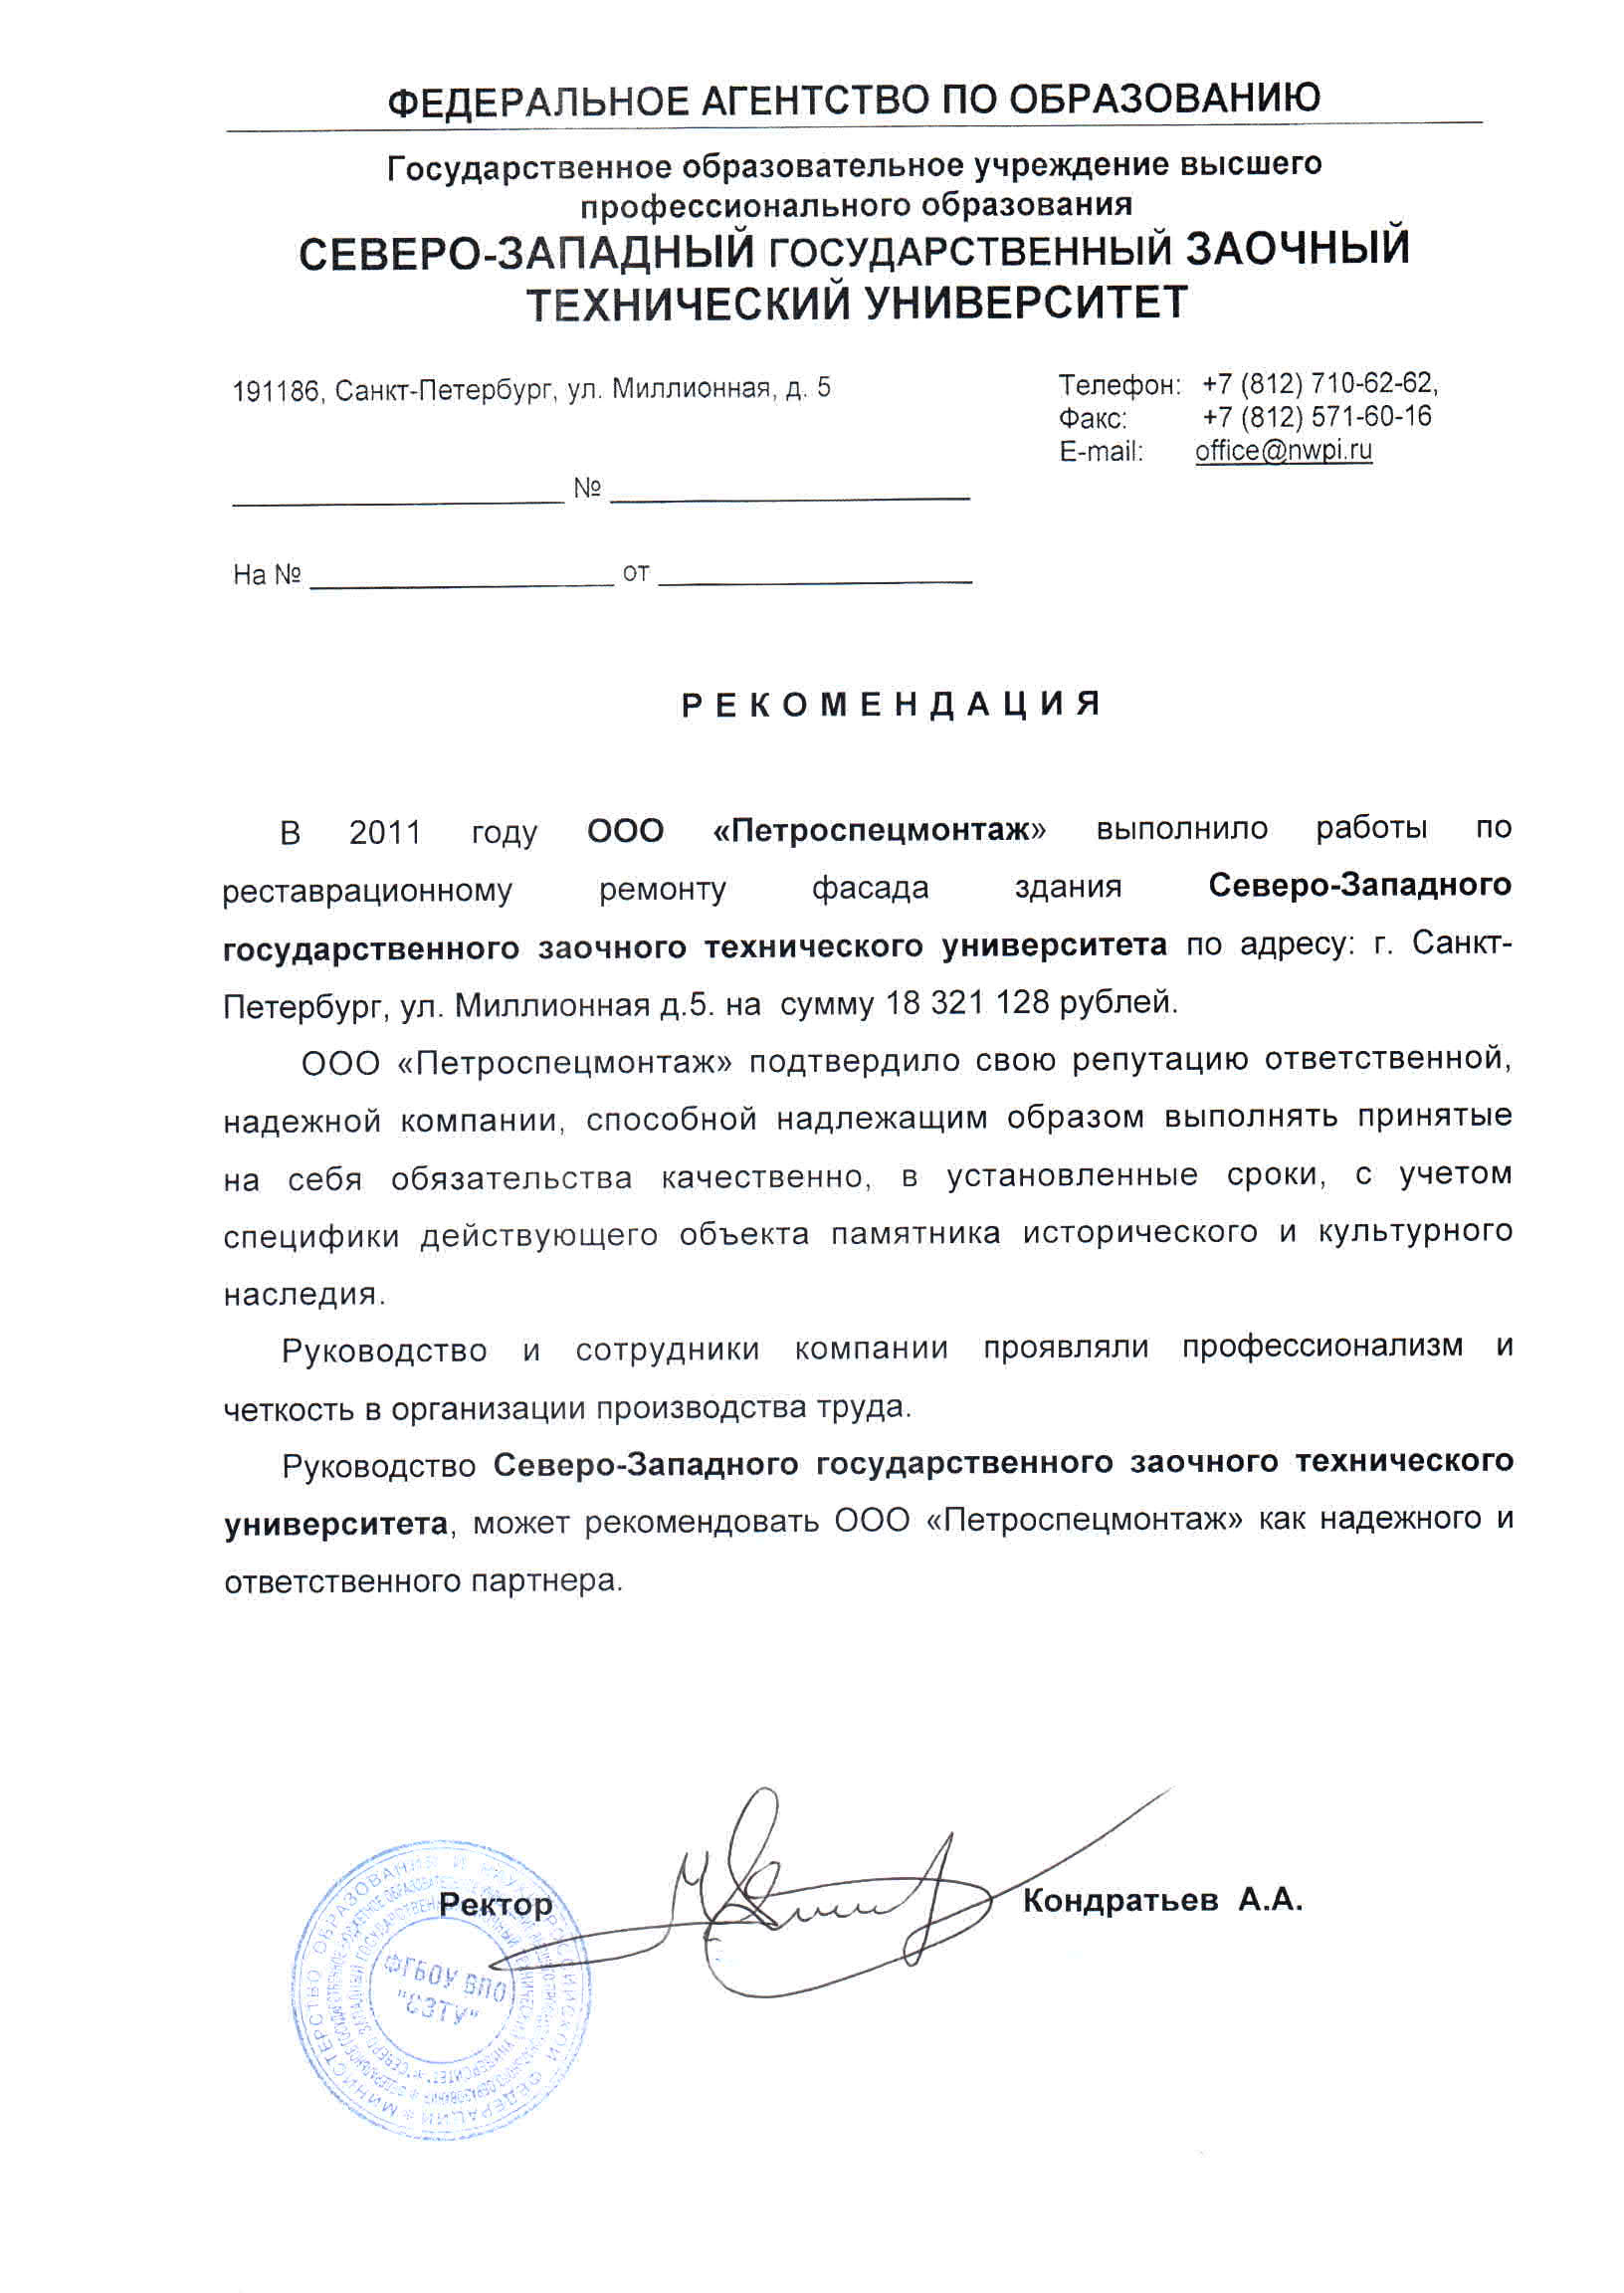 ФЕДЕРАЛЬНОЕ АГЕНТСТВО ПО ОБРАЗОВАНИЮ
Государственное образовательное учреждение высшего
профессионального образования
СЕВЕРО-ЗАПАДНЫЙ ГОСУДАРСТВЕННЫЙ ЗАОЧНЫЙ
ТЕХНИЧЕСКИЙ УНИВЕРСИТЕТ
191186, Санкт-Петербург, ул. Миллионная, д. 5
Телефон: +7 (812) 710-62-62,
Факс: +7 (812) 571-60-16
E-mail: office@nwpi.ru
____________________ № ____________________
На № ____________________ от ____________________
Р Е К О М Е Н Д А Ц И Я
В 2011 году ООО «Петроспецмонтаж» выполнило работы по
реставрационному ремонту фасада здания Северо-Западного
государственного заочного технического университета по адресу: г. Санкт-
Петербург, ул. Миллионная д.5. на сумму 18 321 128 рублей.
ООО «Петроспецмонтаж» подтвердило свою репутацию ответственной,
надежной компании, способной надлежащим образом выполнять принятые
на себя обязательства качественно, в установленные сроки, с учетом
специфики действующего объекта памятника исторического и культурного
наследия.
Руководство и сотрудники компании проявляли профессионализм и
четкость в организации производства труда.
Руководство Северо-Западного государственного заочного технического
университета, может рекомендовать ООО «Петроспецмонтаж» как надежного и
ответственного партнера.
Ректор
Кондратьев А.А.
МИНИСТЕРСТВО ОБРАЗОВАНИЯ И НАУКИ РОССИЙСКОЙ ФЕДЕРАЦИИ
ФГБОУ ВПО
"СЗТУ"